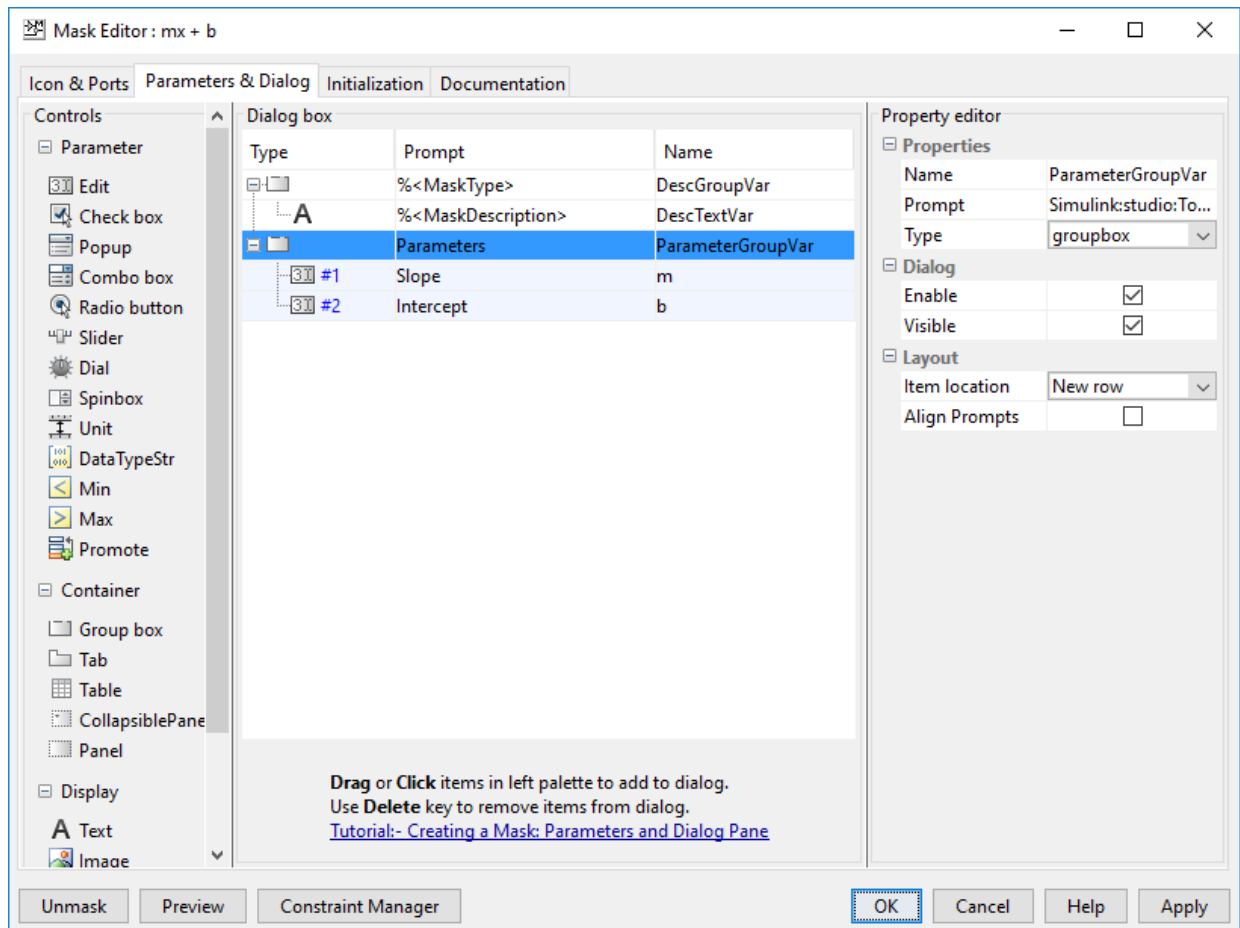 Mask Editor : mx + b
Icon & Ports Parameters & Dialog Initialization Documentation
Controls
Parameter
Edit
Check box
Popup
Combo box
Radio button
Slider
Dial
Spinbox
Unit
DataTypeStr
Min
Max
Promote
Container
Group box
Tab
Table
CollapsiblePane
Panel
Display
A Text
Image
Dialog box
Type Prompt Name
%<MaskType> DescGroupVar
A %<MaskDescription> DescTextVar
Parameters ParameterGroupVar
#1 Slope m
#2 Intercept b
Drag or Click items in left palette to add to dialog.
Use Delete key to remove items from dialog.
Tutorial:- Creating a Mask: Parameters and Dialog Pane
Property editor
Properties
Name ParameterGroupVar
Prompt Simulink:studio:To...
Type groupbox
Dialog
Enable
Visible
Layout
Item location New row
Align Prompts
Unmask Preview Constraint Manager OK Cancel Help Apply